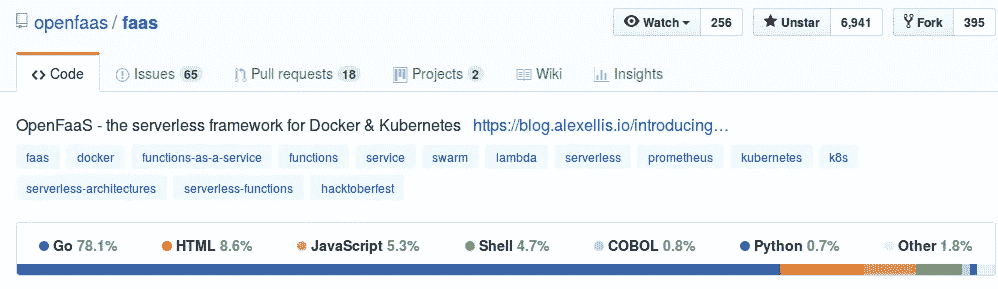 openfaas / faas Watch 256 Unstar 6,941 Fork 395
Code Issues 65 Pull requests 18 Projects 2 Wiki Insights
OpenFaaS - the serverless framework for Docker & Kubernetes https://blog.alexellis.io/introducing…
faas docker functions-as-a-service functions service swarm lambda serverless prometheus kubernetes k8s
serverless-architectures serverless-functions hacktoberfest
Go 78.1% HTML 8.6% JavaScript 5.3% Shell 4.7% COBOL 0.8% Python 0.7% Other 1.8%